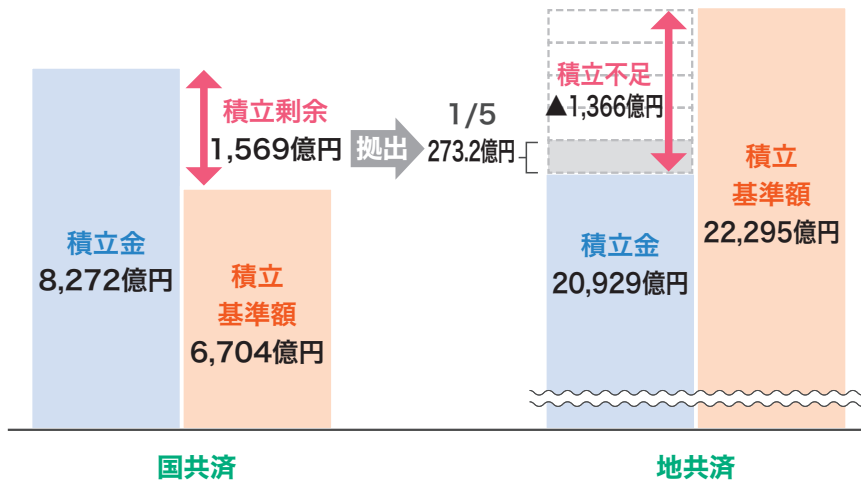 積立剰余
1,569億円
拠出
1/5
273.2億円
積立不足
▲1,366億円
積立金
8,272億円
積立
基準額
6,704億円
積立金
20,929億円
積立
基準額
22,295億円
国共済
地共済